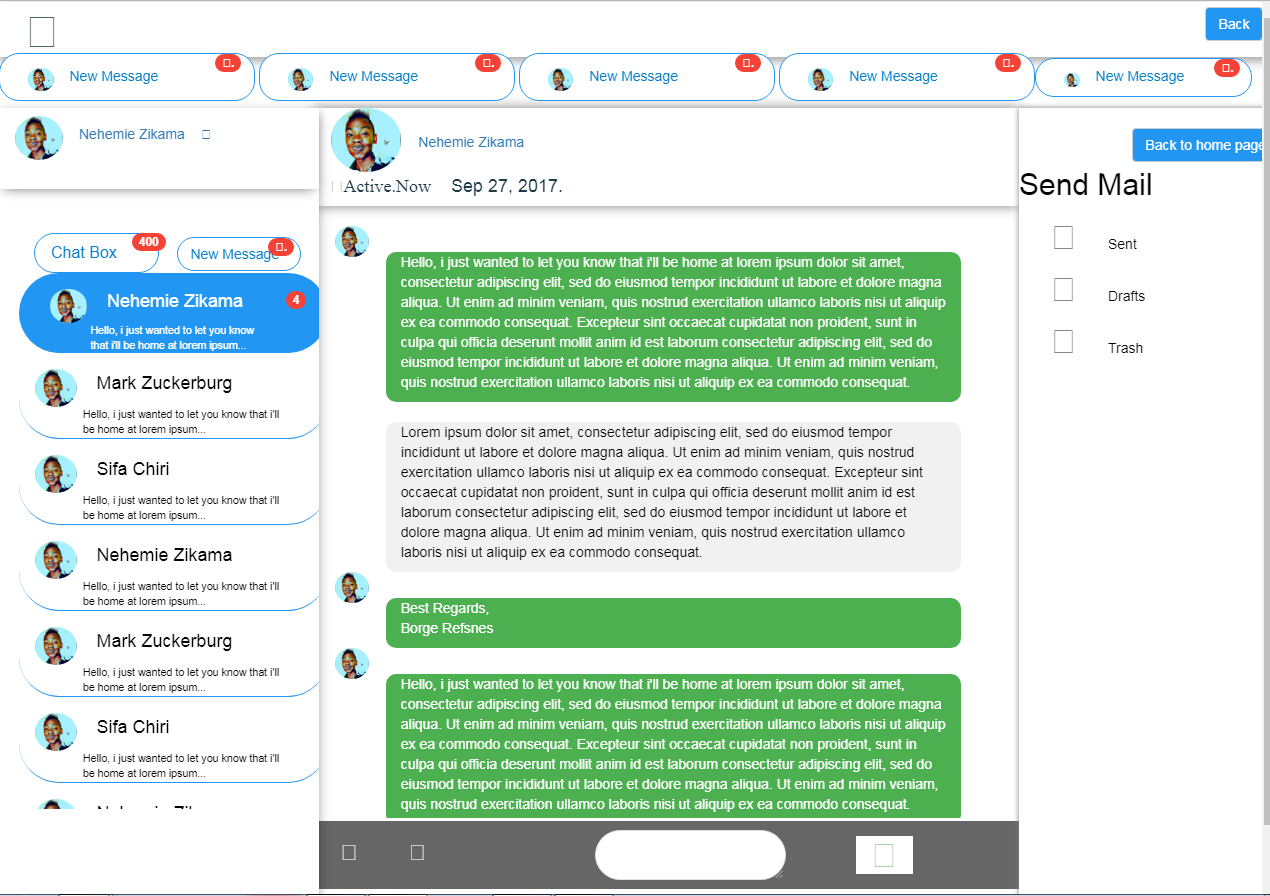 Back
New Message
New Message
New Message
New Message
New Message
Nehemie Zikama
Chat Box 400
New Message
Nehemie Zikama 4
Hello, i just wanted to let you know
that i'll be home at lorem ipsum...
Mark Zuckerburg
Hello, i just wanted to let you know that i'll
be home at lorem ipsum...
Sifa Chiri
Hello, i just wanted to let you know that i'll
be home at lorem ipsum...
Nehemie Zikama
Hello, i just wanted to let you know that i'll
be home at lorem ipsum...
Mark Zuckerburg
Hello, i just wanted to let you know that i'll
be home at lorem ipsum...
Sifa Chiri
Hello, i just wanted to let you know that i'll
be home at lorem ipsum...
Nehemie Zikama
Active.Now Sep 27, 2017.
Hello, i just wanted to let you know that i'll be home at lorem ipsum dolor sit amet,
consectetur adipiscing elit, sed do eiusmod tempor incididunt ut labore et dolore magna
aliqua. Ut enim ad minim veniam, quis nostrud exercitation ullamco laboris nisi ut aliquip
ex ea commodo consequat. Excepteur sint occaecat cupidatat non proident, sunt in
culpa qui officia deserunt mollit anim id est laborum consectetur adipiscing elit, sed do
eiusmod tempor incididunt ut labore et dolore magna aliqua. Ut enim ad minim veniam,
quis nostrud exercitation ullamco laboris nisi ut aliquip ex ea commodo consequat.
Lorem ipsum dolor sit amet, consectetur adipiscing elit, sed do eiusmod tempor
incididunt ut labore et dolore magna aliqua. Ut enim ad minim veniam, quis nostrud
exercitation ullamco laboris nisi ut aliquip ex ea commodo consequat. Excepteur sint
occaecat cupidatat non proident, sunt in culpa qui officia deserunt mollit anim id est
laborum consectetur adipiscing elit, sed do eiusmod tempor incididunt ut labore et
dolore magna aliqua. Ut enim ad minim veniam, quis nostrud exercitation ullamco
laboris nisi ut aliquip ex ea commodo consequat.
Best Regards,
Borge Refsnes
Hello, i just wanted to let you know that i'll be home at lorem ipsum dolor sit amet,
consectetur adipiscing elit, sed do eiusmod tempor incididunt ut labore et dolore magna
aliqua. Ut enim ad minim veniam, quis nostrud exercitation ullamco laboris nisi ut aliquip
ex ea commodo consequat. Excepteur sint occaecat cupidatat non proident, sunt in
culpa qui officia deserunt mollit anim id est laborum consectetur adipiscing elit, sed do
eiusmod tempor incididunt ut labore et dolore magna aliqua. Ut enim ad minim veniam,
quis nostrud exercitation ullamco laboris nisi ut aliquip ex ea commodo consequat.
Back to home page
Send Mail
Sent
Drafts
Trash